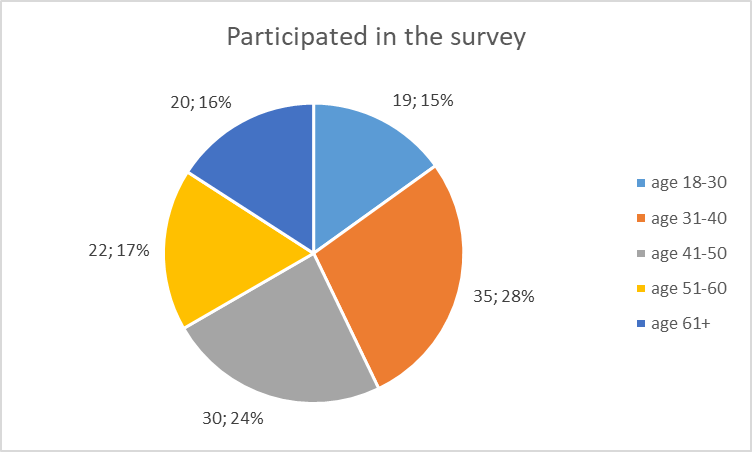 Participated in the survey
20; 16%
19; 15%
22; 17%
35; 28%
30; 24%
age 18-30
age 31-40
age 41-50
age 51-60
age 61+